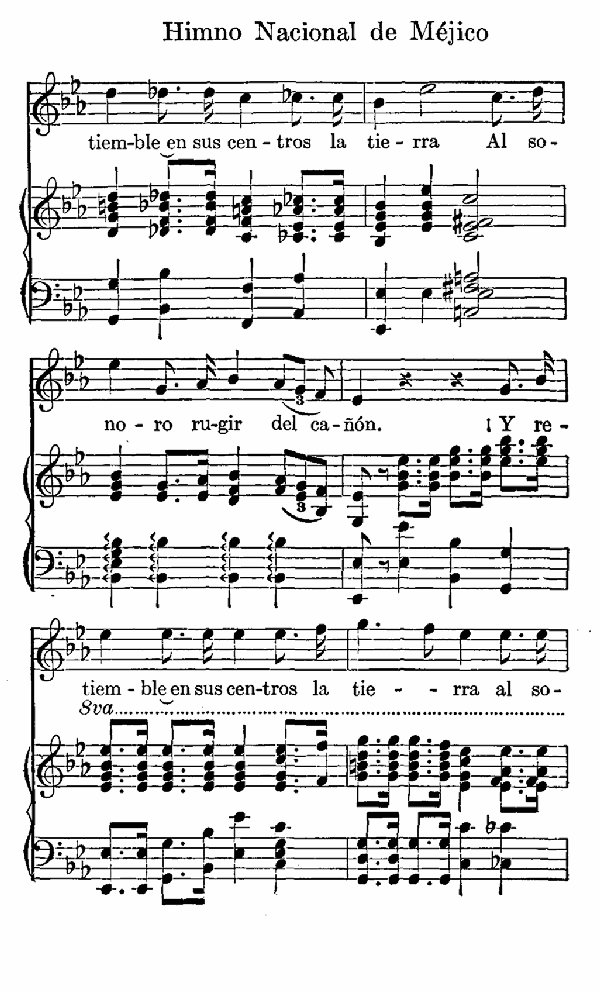 Himno Nacional de Méjico
tiem-ble en sus cen-tros la tie-rra Al so-
no-ro ru-gir del ca-ñón. ¡Y re-
3
3
tiem-ble en sus cen-tros la tie-rra al so-
8va